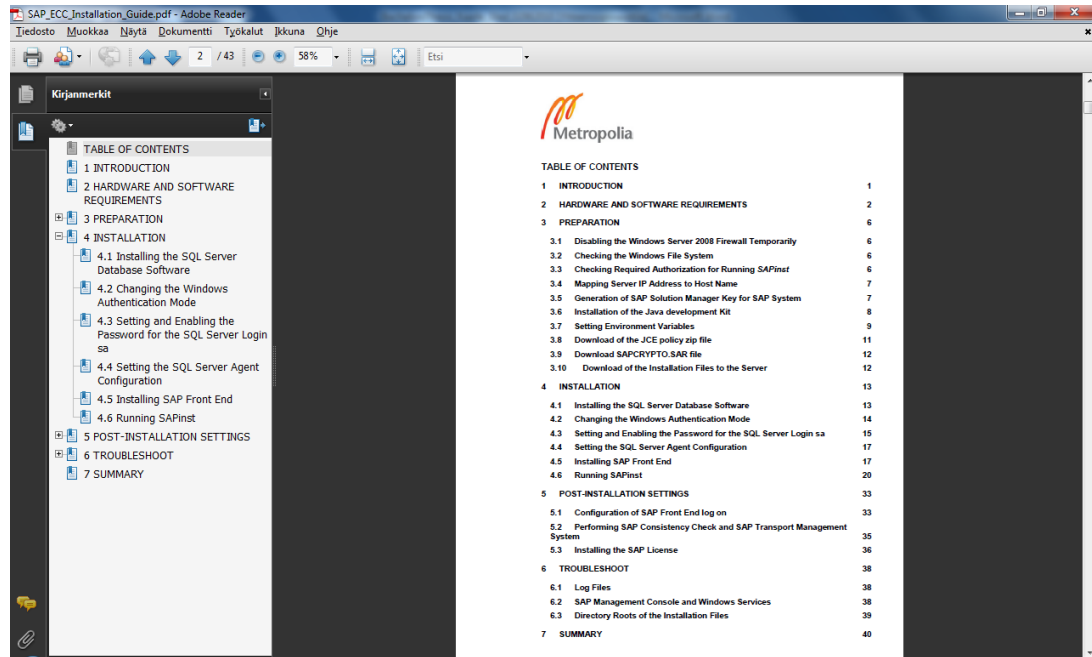 SAP_ECC_Installation_Guide.pdf - Adobe Reader
Tiedosto Muokkaa Näytä Dokumentti Työkalut Ikkuna Ohje
2 / 43 58% Etsi
Kirjanmerkit
TABLE OF CONTENTS
1 INTRODUCTION
2 HARDWARE AND SOFTWARE
REQUIREMENTS
3 PREPARATION
4 INSTALLATION
4.1 Installing the SQL Server
Database Software
4.2 Changing the Windows
Authentication Mode
4.3 Setting and Enabling the
Password for the SQL Server Login
sa
4.4 Setting the SQL Server Agent
Configuration
4.5 Installing SAP Front End
4.6 Running SAPinst
5 POST-INSTALLATION SETTINGS
6 TROUBLESHOOT
7 SUMMARY
Metropolia
TABLE OF CONTENTS
1 INTRODUCTION 1
2 HARDWARE AND SOFTWARE REQUIREMENTS 2
3 PREPARATION 6
3.1 Disabling the Windows Server 2008 Firewall Temporarily 6
3.2 Checking the Windows File System 6
3.3 Checking Required Authorization for Running SAPinst 6
3.4 Mapping Server IP Address to Host Name 7
3.5 Generation of SAP Solution Manager Key for SAP System 7
3.6 Installation of the Java development Kit 8
3.7 Setting Environment Variables 9
3.8 Download of the JCE policy zip file 11
3.9 Download SAPCRYPTO.SAR file 12
3.10 Download of the Installation Files to the Server 12
4 INSTALLATION 13
4.1 Installing the SQL Server Database Software 13
4.2 Changing the Windows Authentication Mode 14
4.3 Setting and Enabling the Password for the SQL Server Login sa 15
4.4 Setting the SQL Server Agent Configuration 17
4.5 Installing SAP Front End 17
4.6 Running SAPinst 20
5 POST-INSTALLATION SETTINGS 33
5.1 Configuration of SAP Front End log on 33
5.2 Performing SAP Consistency Check and SAP Transport Management
System 35
5.3 Installing the SAP License 36
6 TROUBLESHOOT 38
6.1 Log Files 38
6.2 SAP Management Console and Windows Services 38
6.3 Directory Roots of the Installation Files 39
7 SUMMARY 40